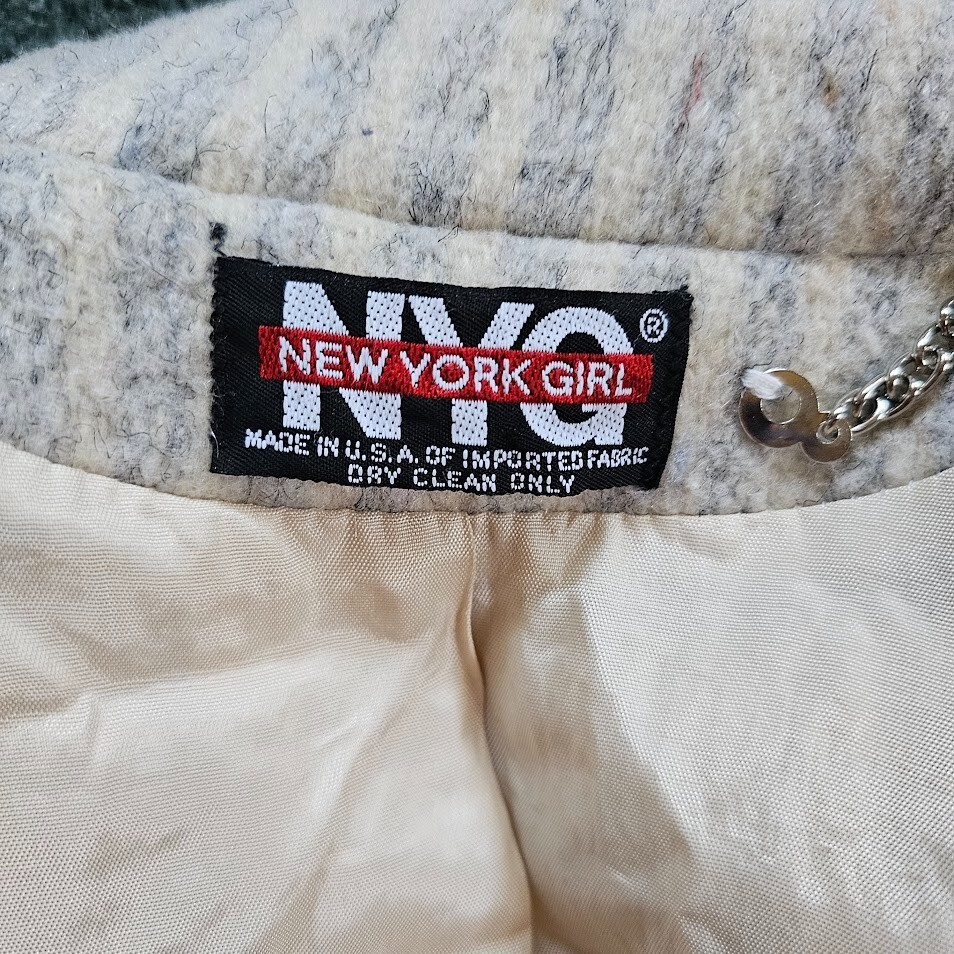 NYG®
NEW YORK GIRL
MADE IN U.S.A. OF IMPORTED FABRIC
DRY CLEAN ONLY